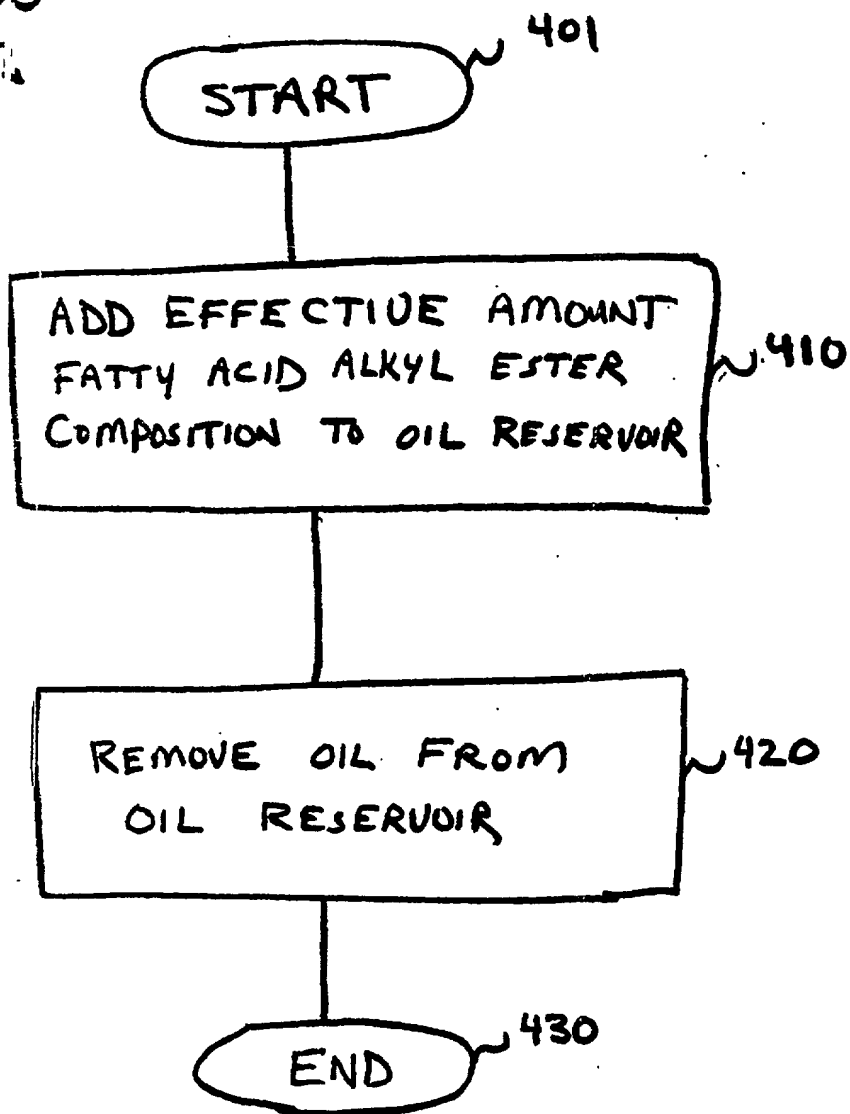 START
401
ADD EFFECTIVE AMOUNT
FATTY ACID ALKYL ESTER
COMPOSITION TO OIL RESERVOIR
410
REMOVE OIL FROM
OIL RESERVOIR
420
END
430